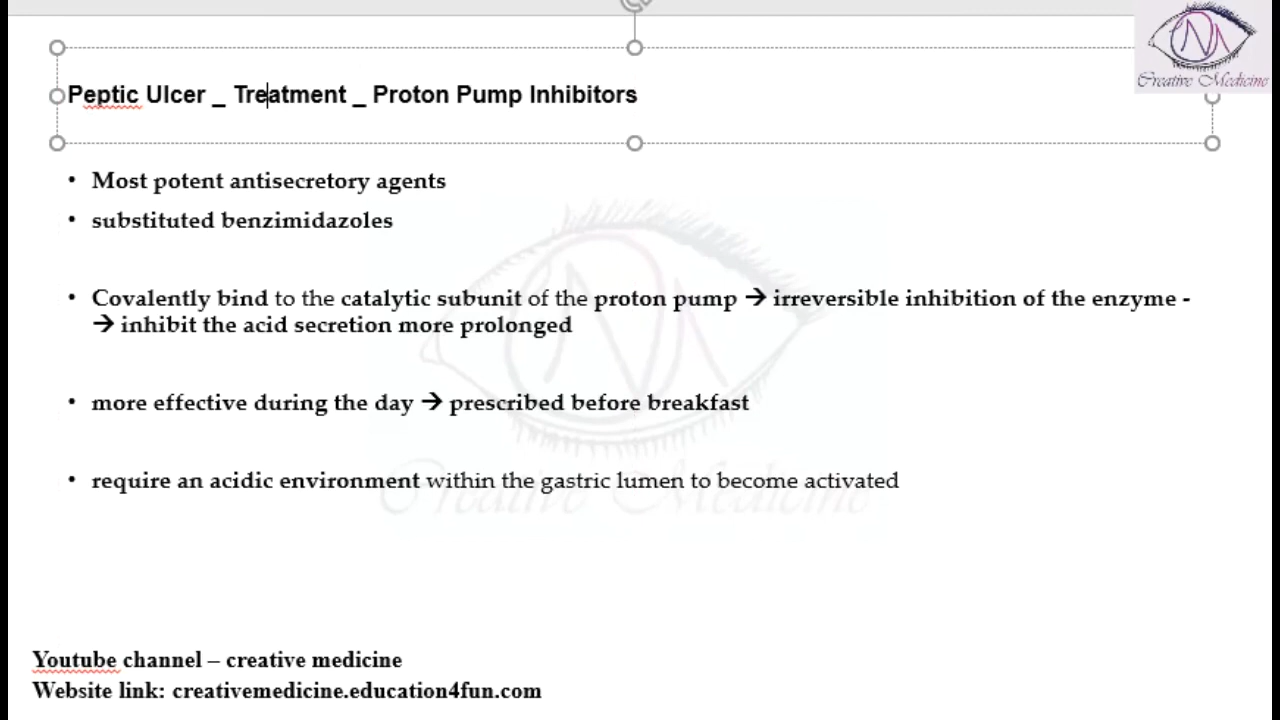 Creative Medicine
Peptic Ulcer _ Treatment _ Proton Pump Inhibitors
• Most potent antisecretory agents
• substituted benzimidazoles
• Covalently bind to the catalytic subunit of the proton pump → irreversible inhibition of the enzyme -
→ inhibit the acid secretion more prolonged
• more effective during the day → prescribed before breakfast
• require an acidic environment within the gastric lumen to become activated
Creative Medicine
Youtube channel – creative medicine
Website link: creativemedicine.education4fun.com